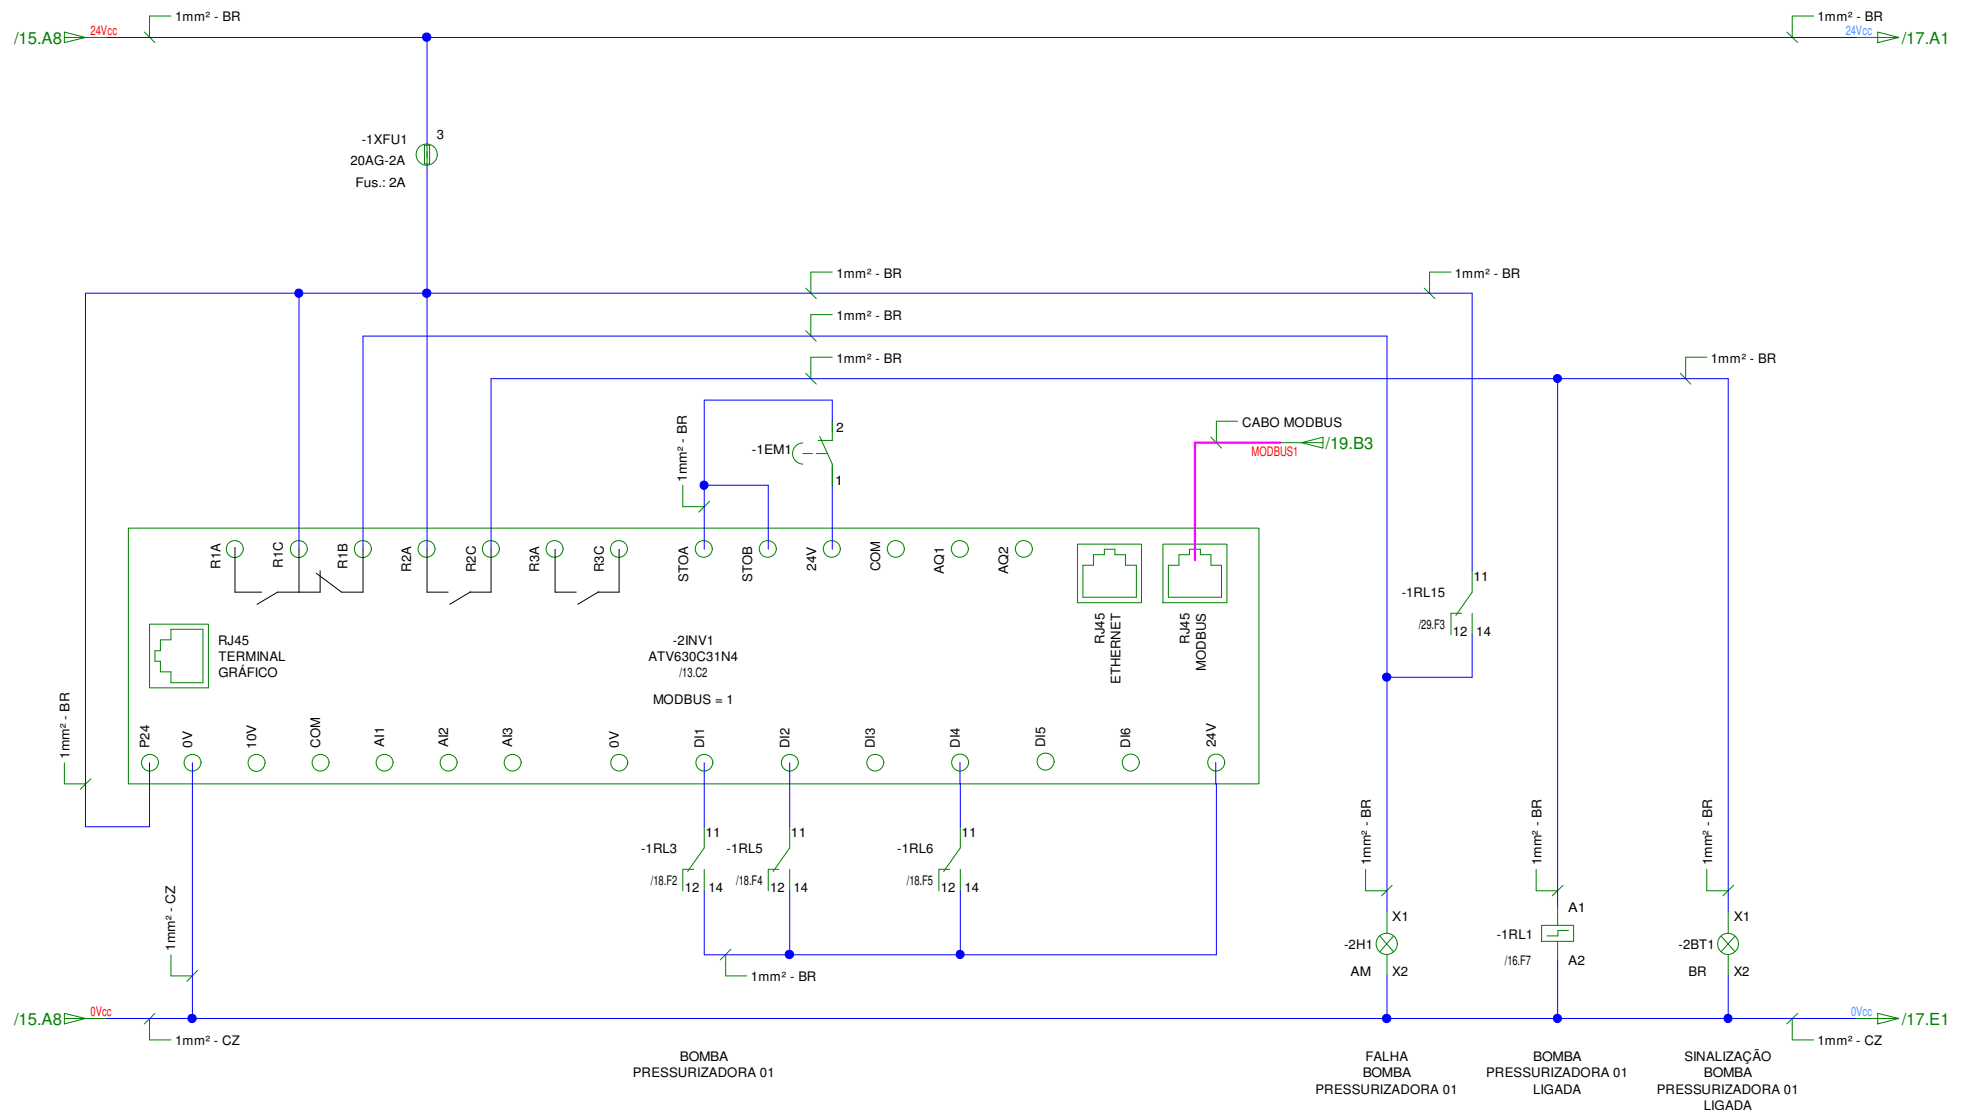 1mm² - BR
1mm² - BR
/15.A8
24Vcc
24Vcc
/17.A1
-1XFU1
3
20AG-2A
Fus.: 2A
1mm² - BR
1mm² - BR
1mm² - BR
1mm² - BR
1mm² - BR
1mm² - BR
-1EM1
2
1
CABO MODBUS
MODBUS1
/19.B3
R1A
R1C
R1B
R2A
R2C
R3A
R3C
STOA
STOB
24V
COM
AQ1
AQ2
RJ45
ETHERNET
RJ45
MODBUS
RJ45
TERMINAL
GRÁFICO
-2INV1
ATV630C31N4
/13.C2
MODBUS = 1
-1RL15
/29.F3
11
12
14
1mm² - BR
P24
0V
10V
COM
AI1
AI2
AI3
0V
DI1
DI2
DI3
DI4
DI5
DI6
24V
-1RL3
/18.F2
11
12
14
-1RL5
/18.F4
11
12
14
-1RL6
/18.F5
11
12
14
1mm² - BR
1mm² - BR
1mm² - BR
1mm² - CZ
1mm² - BR
-2H1
AM
X1
X2
-1RL1
/16.F7
A1
A2
-2BT1
BR
X1
X2
/15.A8
0Vcc
0Vcc
/17.E1
1mm² - CZ
1mm² - CZ
BOMBA
PRESSURIZADORA 01
FALHA
BOMBA
PRESSURIZADORA 01
BOMBA
PRESSURIZADORA 01
LIGADA
SINALIZAÇÃO
BOMBA
PRESSURIZADORA 01
LIGADA